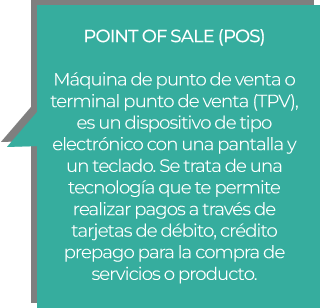 POINT OF SALE (POS)
Máquina de punto de venta o
terminal punto de venta (TPV),
es un dispositivo de tipo
electrónico con una pantalla y
un teclado. Se trata de una
tecnología que te permite
realizar pagos a través de
tarjetas de débito, crédito
prepago para la compra de
servicios o producto.